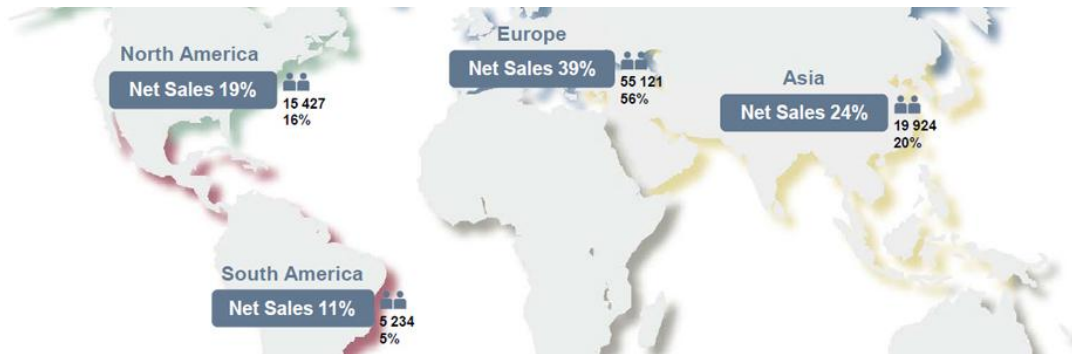 North America
Net Sales 19%
15 427
16%
Europe
Net Sales 39%
55 121
56%
Asia
Net Sales 24%
19 924
20%
South America
Net Sales 11%
5 234
5%